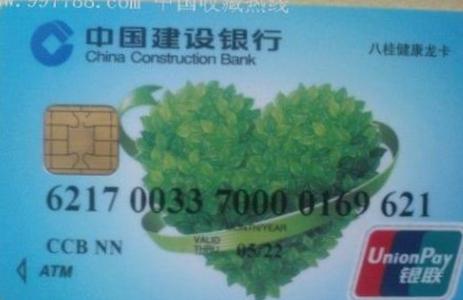 www.997788.com 中国收藏热线
中国建设银行
China Construction Bank
八桂健康龙卡
6217 0033 7000 0169 621
MONTH/YEAR
VALID THRU 05/22
CCB NN
ATM
UnionPay
银联